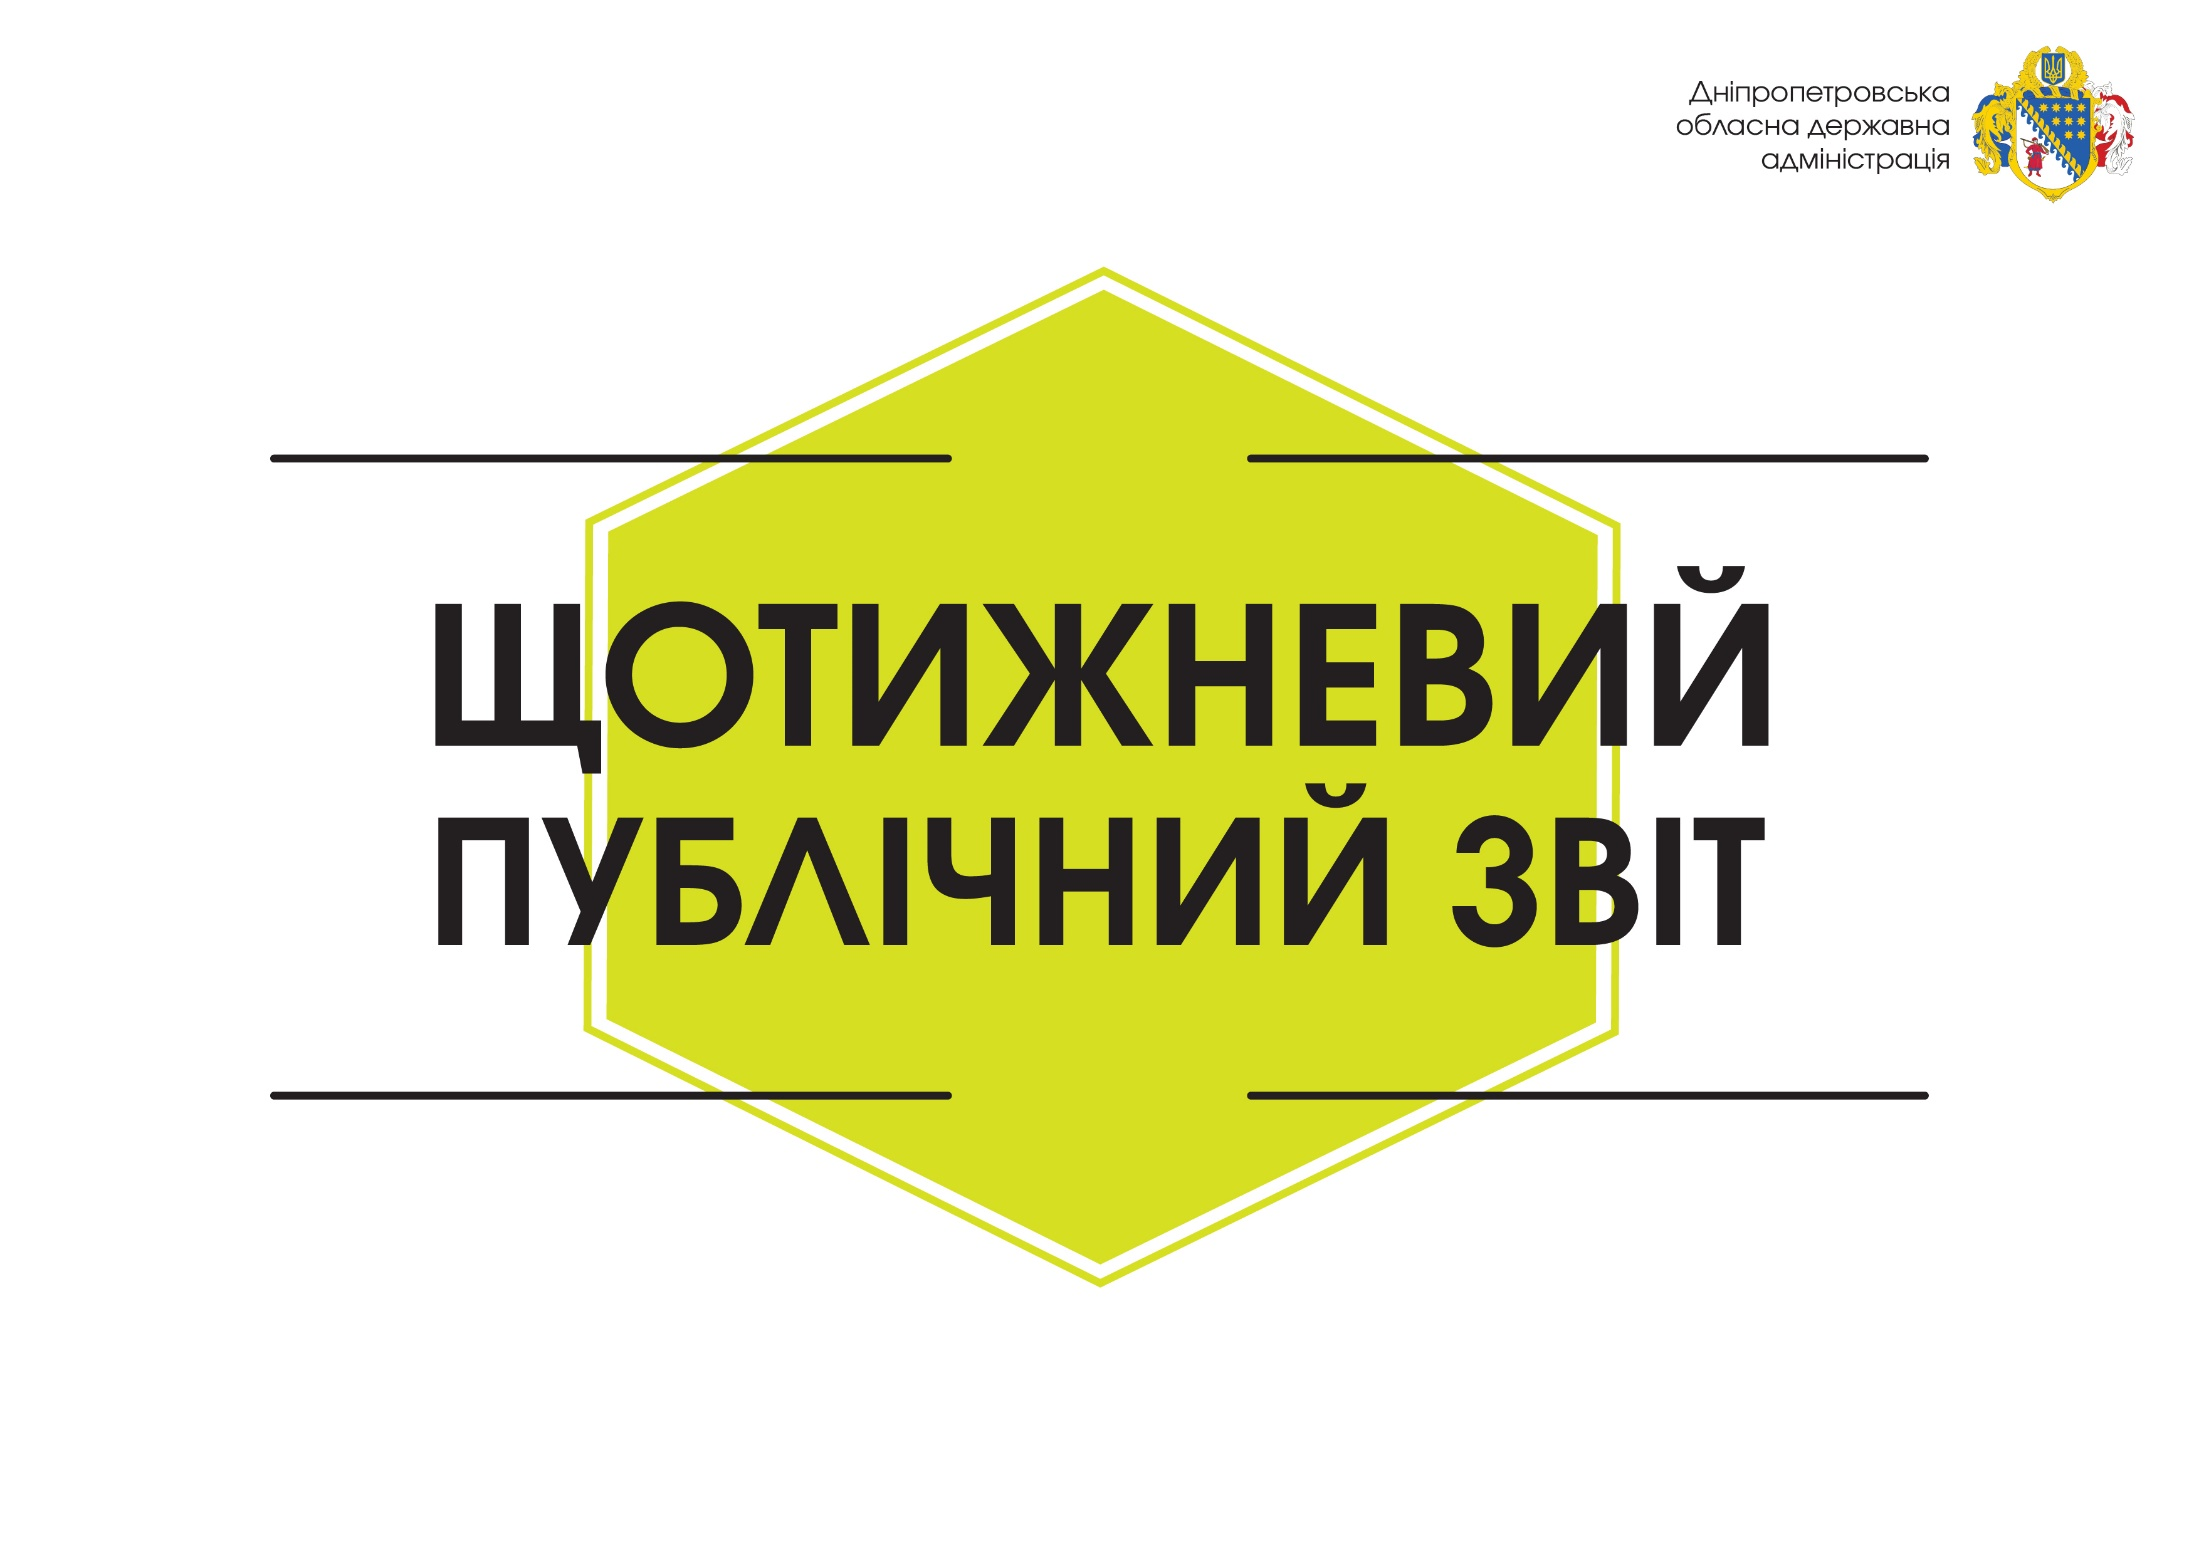 Дніпропетровська
обласна державна
адміністрація
ЩОТИЖНЕВИЙ
ПУБЛІЧНИЙ ЗВІТ